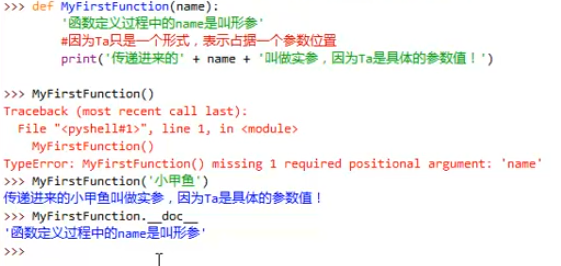 >>> def MyFirstFunction(name):
        '函数定义过程中的name是叫形参'
        #因为Ta只是一个形式，表示占据一个参数位置
        print('传递进来的' + name + '叫做实参，因为Ta是具体的参数值！')
>>> MyFirstFunction()
Traceback (most recent call last):
  File "<pyshell#1>", line 1, in <module>
    MyFirstFunction()
TypeError: MyFirstFunction() missing 1 required positional argument: 'name'
>>> MyFirstFunction('小甲鱼')
传递进来的小甲鱼叫做实参，因为Ta是具体的参数值！
>>> MyFirstFunction.__doc__
'函数定义过程中的name是叫形参'
>>>